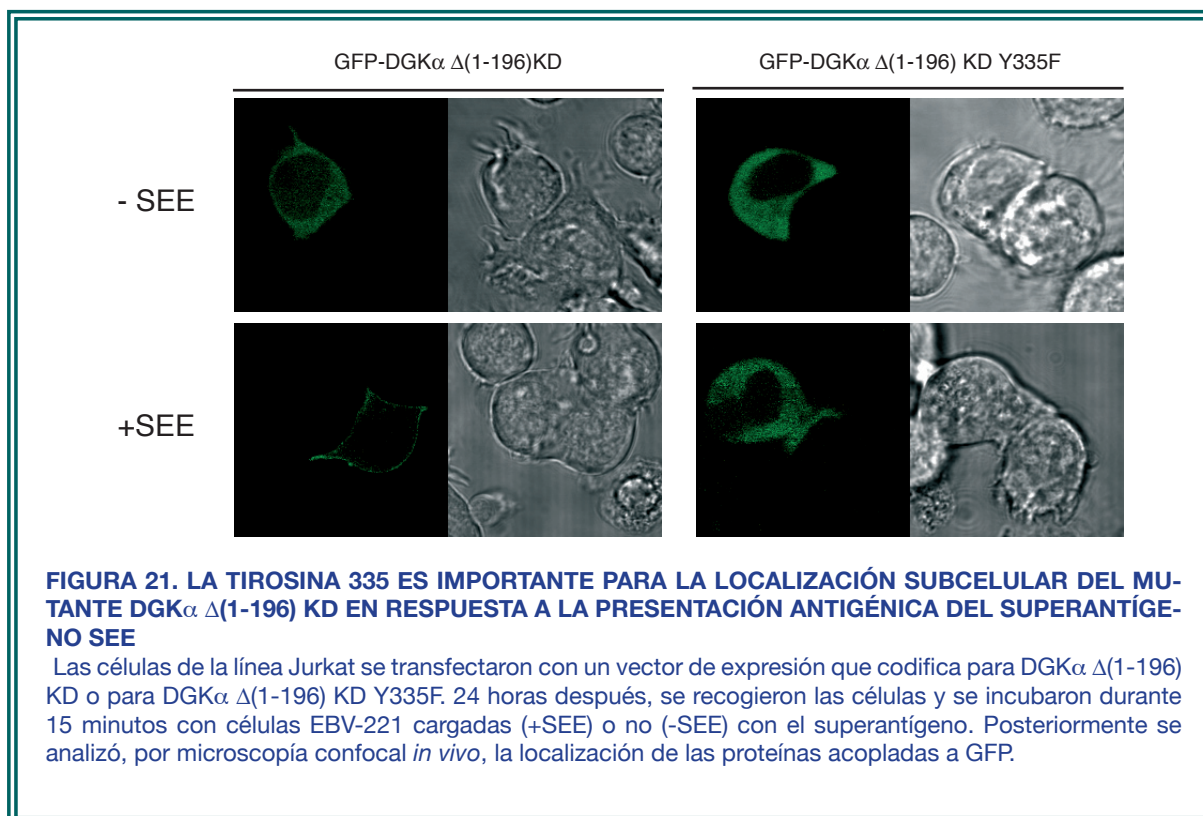 GFP-DGKα Δ(1-196)KD
GFP-DGKα Δ(1-196) KD Y335F
- SEE
+SEE
FIGURA 21. LA TIROSINA 335 ES IMPORTANTE PARA LA LOCALIZACIÓN SUBCELULAR DEL MU-
TANTE DGKα Δ(1-196) KD EN RESPUESTA A LA PRESENTACIÓN ANTIGÉNICA DEL SUPERANTÍGE-
NO SEE
Las células de la línea Jurkat se transfectaron con un vector de expresión que codifica para DGKα Δ(1-196)
KD o para DGKα Δ(1-196) KD Y335F. 24 horas después, se recogieron las células y se incubaron durante
15 minutos con células EBV-221 cargadas (+SEE) o no (-SEE) con el superantígeno. Posteriormente se
analizó, por microscopía confocal in vivo, la localización de las proteínas acopladas a GFP.